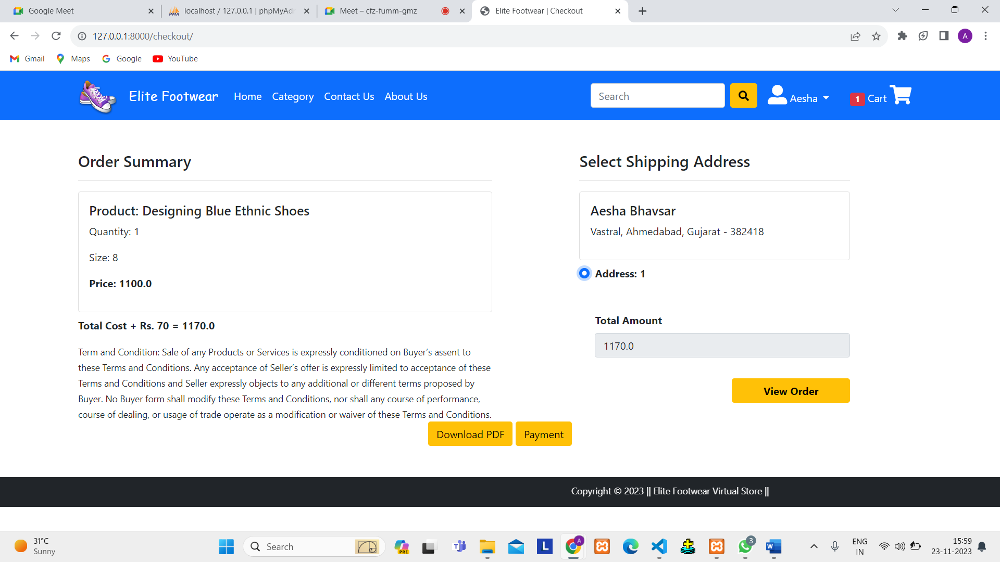 Google Meet
localhost / 127.0.0.1 | phpMyAdr
Meet – cfz-fumm-gmz
Elite Footwear | Checkout
127.0.0.1:8000/checkout/
A
Gmail
Maps
Google
YouTube
Elite Footwear
Home
Category
Contact Us
About Us
Search
Aesha
1 Cart
Order Summary
Product: Designing Blue Ethnic Shoes
Quantity: 1
Size: 8
Price: 1100.0
Total Cost + Rs. 70 = 1170.0
Term and Condition: Sale of any Products or Services is expressly conditioned on Buyer’s assent to
these Terms and Conditions. Any acceptance of Seller’s offer is expressly limited to acceptance of these
Terms and Conditions and Seller expressly objects to any additional or different terms proposed by
Buyer. No Buyer form shall modify these Terms and Conditions, nor shall any course of performance,
course of dealing, or usage of trade operate as a modification or waiver of these Terms and Conditions.
Select Shipping Address
Aesha Bhavsar
Vastral, Ahmedabad, Gujarat - 382418
Address: 1
Total Amount
1170.0
View Order
Download PDF
Payment
Copyright © 2023 || Elite Footwear Virtual Store ||
31°C
Sunny
Search
PRE
L
A
3
W
ENG
IN
15:59
23-11-2023